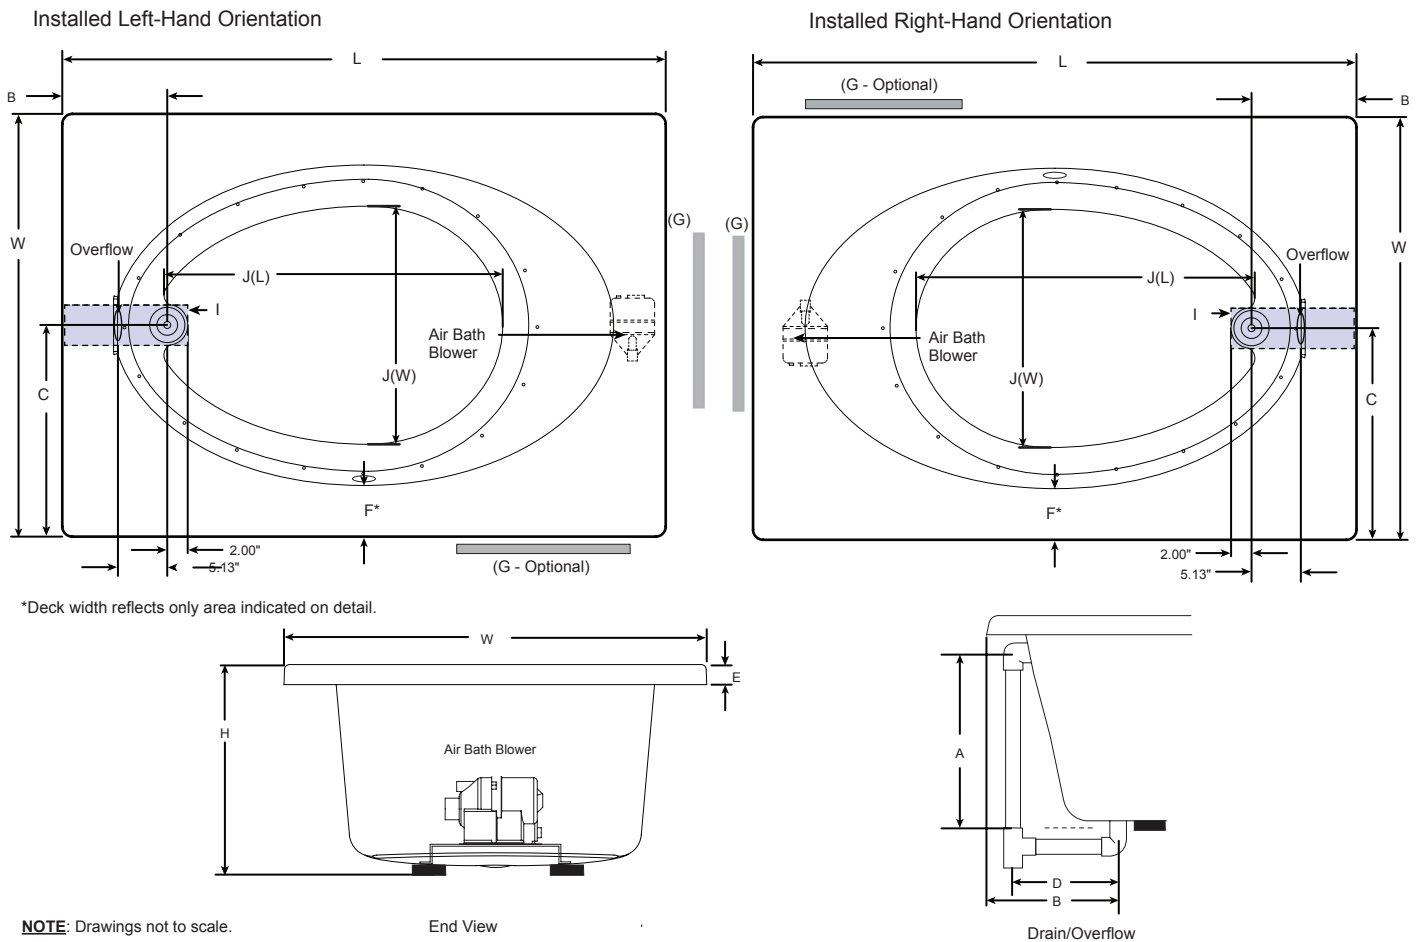 Installed Left-Hand Orientation
L
B
W
Overflow
J(L)
I
Air Bath
Blower
J(W)
C
F*
2.00"
5.13"
(G)
(G - Optional)
Installed Right-Hand Orientation
L
(G - Optional)
B
(G)
W
Overflow
J(L)
I
Air Bath
Blower
J(W)
C
F*
2.00"
5.13"
*Deck width reflects only area indicated on detail.
W
E
H
Air Bath Blower
A
D
B
NOTE: Drawings not to scale.
End View
Drain/Overflow